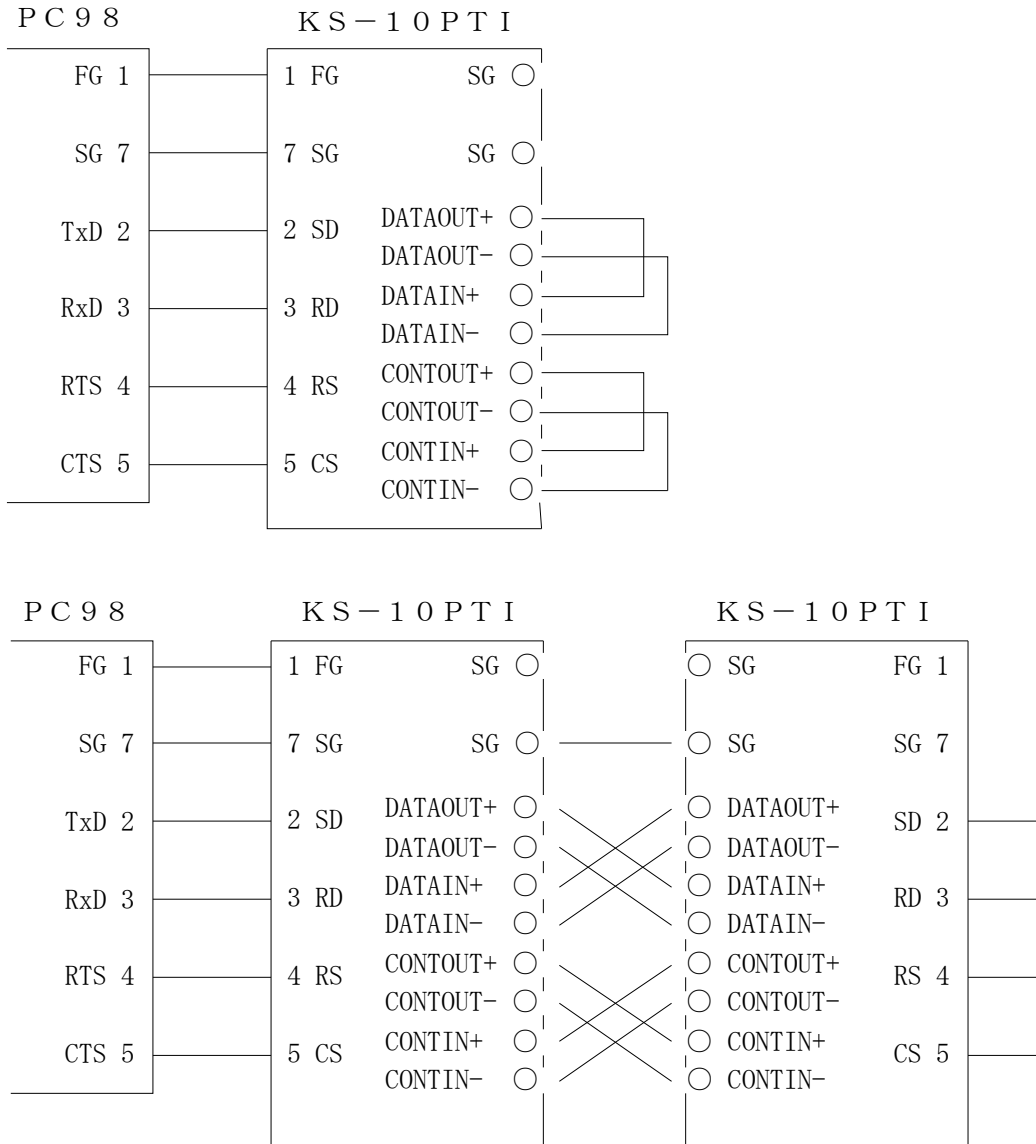 ＰＣ９８ ＫＳ－１０ＰＴＩ
FG 1 1 FG SG ○
SG 7 7 SG SG ○
TxD 2 2 SD DATAOUT+ ○
DATAOUT- ○
RxD 3 3 RD DATAIN+ ○
DATAIN- ○
RTS 4 4 RS CONTOUT+ ○
CONTOUT- ○
CTS 5 5 CS CONTIN+ ○
CONTIN- ○
ＰＣ９８ ＫＳ－１０ＰＴＩ ＫＳ－１０ＰＴＩ
FG 1 1 FG SG ○ ○ SG FG 1
SG 7 7 SG SG ○ ○ SG SG 7
TxD 2 2 SD DATAOUT+ ○ ○ DATAOUT+ SD 2
DATAOUT- ○ ○ DATAOUT-
RxD 3 3 RD DATAIN+ ○ ○ DATAIN+ RD 3
DATAIN- ○ ○ DATAIN-
RTS 4 4 RS CONTOUT+ ○ ○ CONTOUT+ RS 4
CONTOUT- ○ ○ CONTOUT-
CTS 5 5 CS CONTIN+ ○ ○ CONTIN+ CS 5
CONTIN- ○ ○ CONTIN-